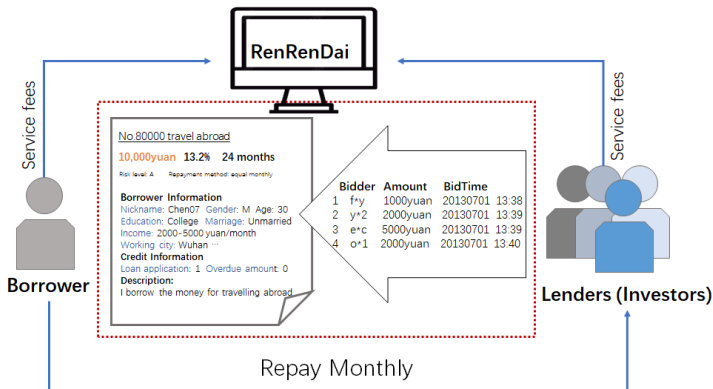 RenRenDai
Service fees
Service fees
No.80000 travel abroad
10,000yuan 13.2% 24 months
Risk level: A Repayment method: equal monthly
Borrower Information
Nickname: Chen07 Gender: M Age: 30
Education: College Marriage: Unmarried
Income: 2000-5000 yuan/month
Working city: Wuhan ...
Credit Information
Loan application: 1 Overdue amount: 0
Description:
I borrow the money for travelling abroad
Bidder Amount BidTime
1 f*y 1000yuan 20130701 13:38
2 y*2 2000yuan 20130701 13:39
3 e*c 5000yuan 20130701 13:39
4 o*1 2000yuan 20130701 13:40
Borrower
Lenders (Investors)
Repay Monthly